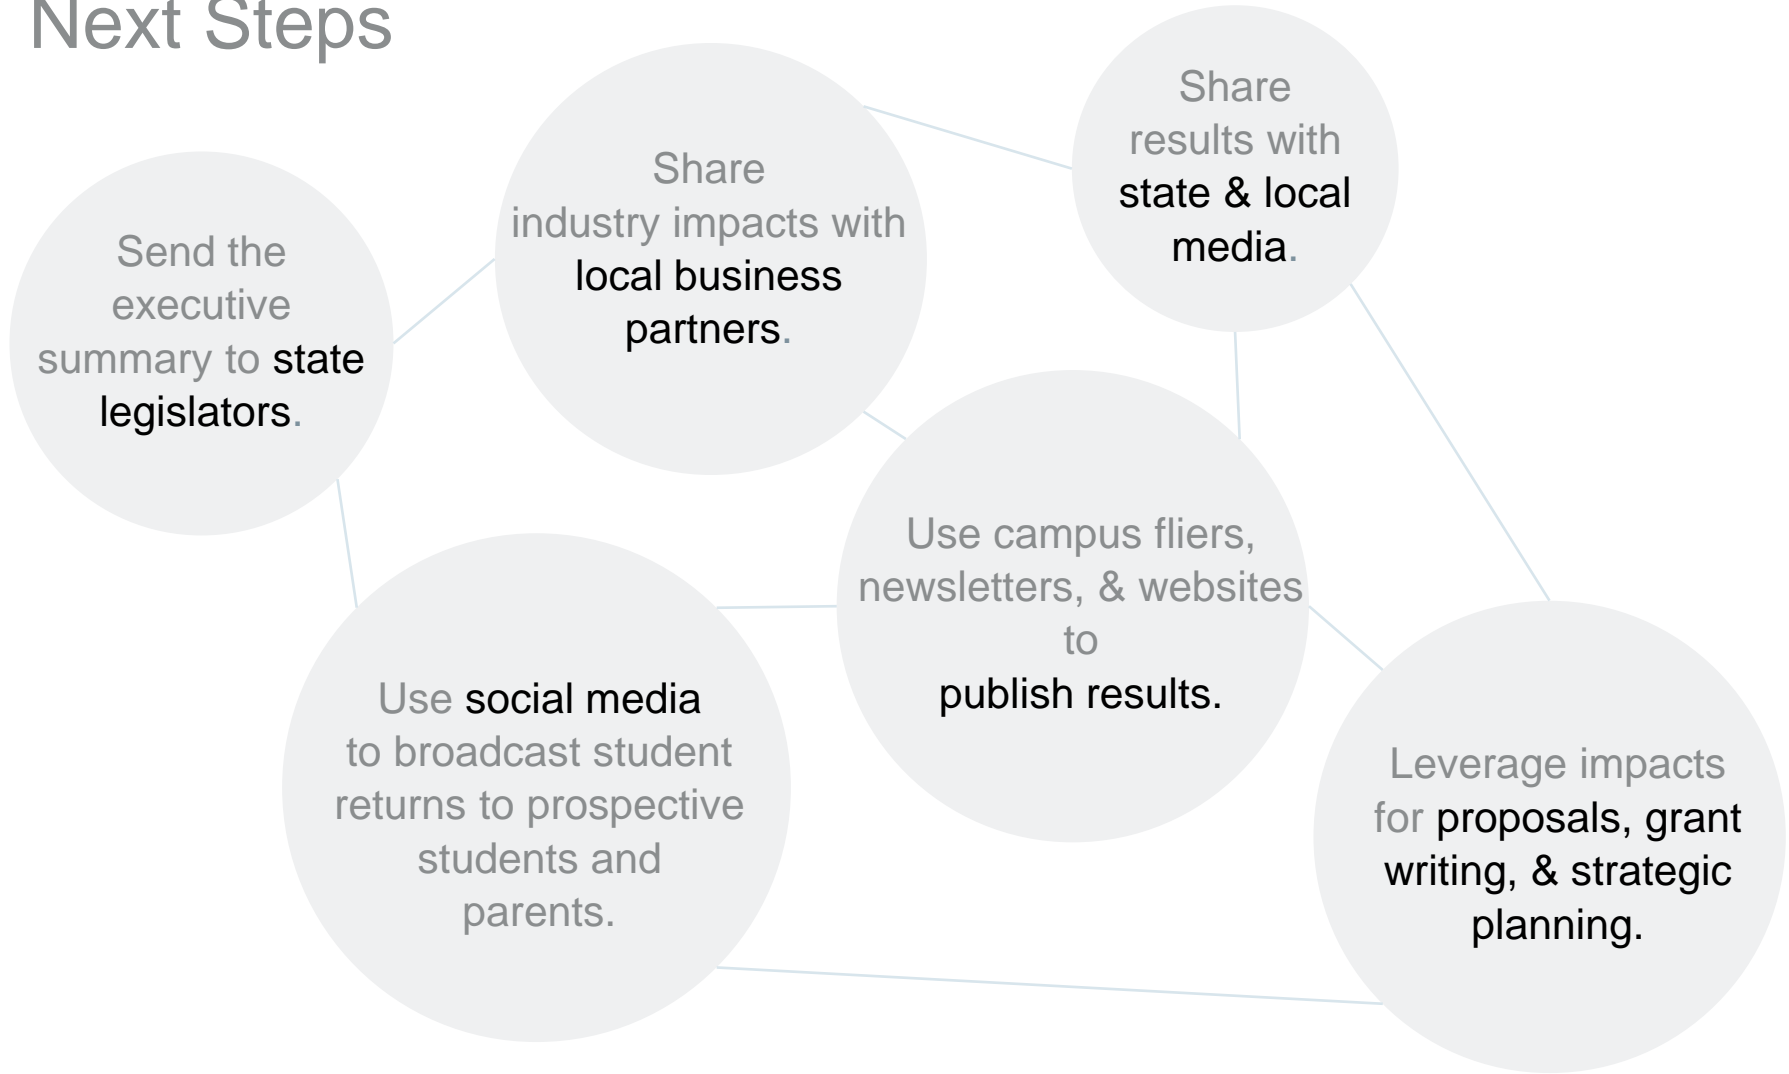 Next Steps
Send the
executive
summary to state
legislators.
Share
industry impacts with
local business
partners.
Share
results with
state & local
media.
Use social media
to broadcast student
returns to prospective
students and
parents.
Use campus fliers,
newsletters, & websites
to
publish results.
Leverage impacts
for proposals, grant
writing, & strategic
planning.